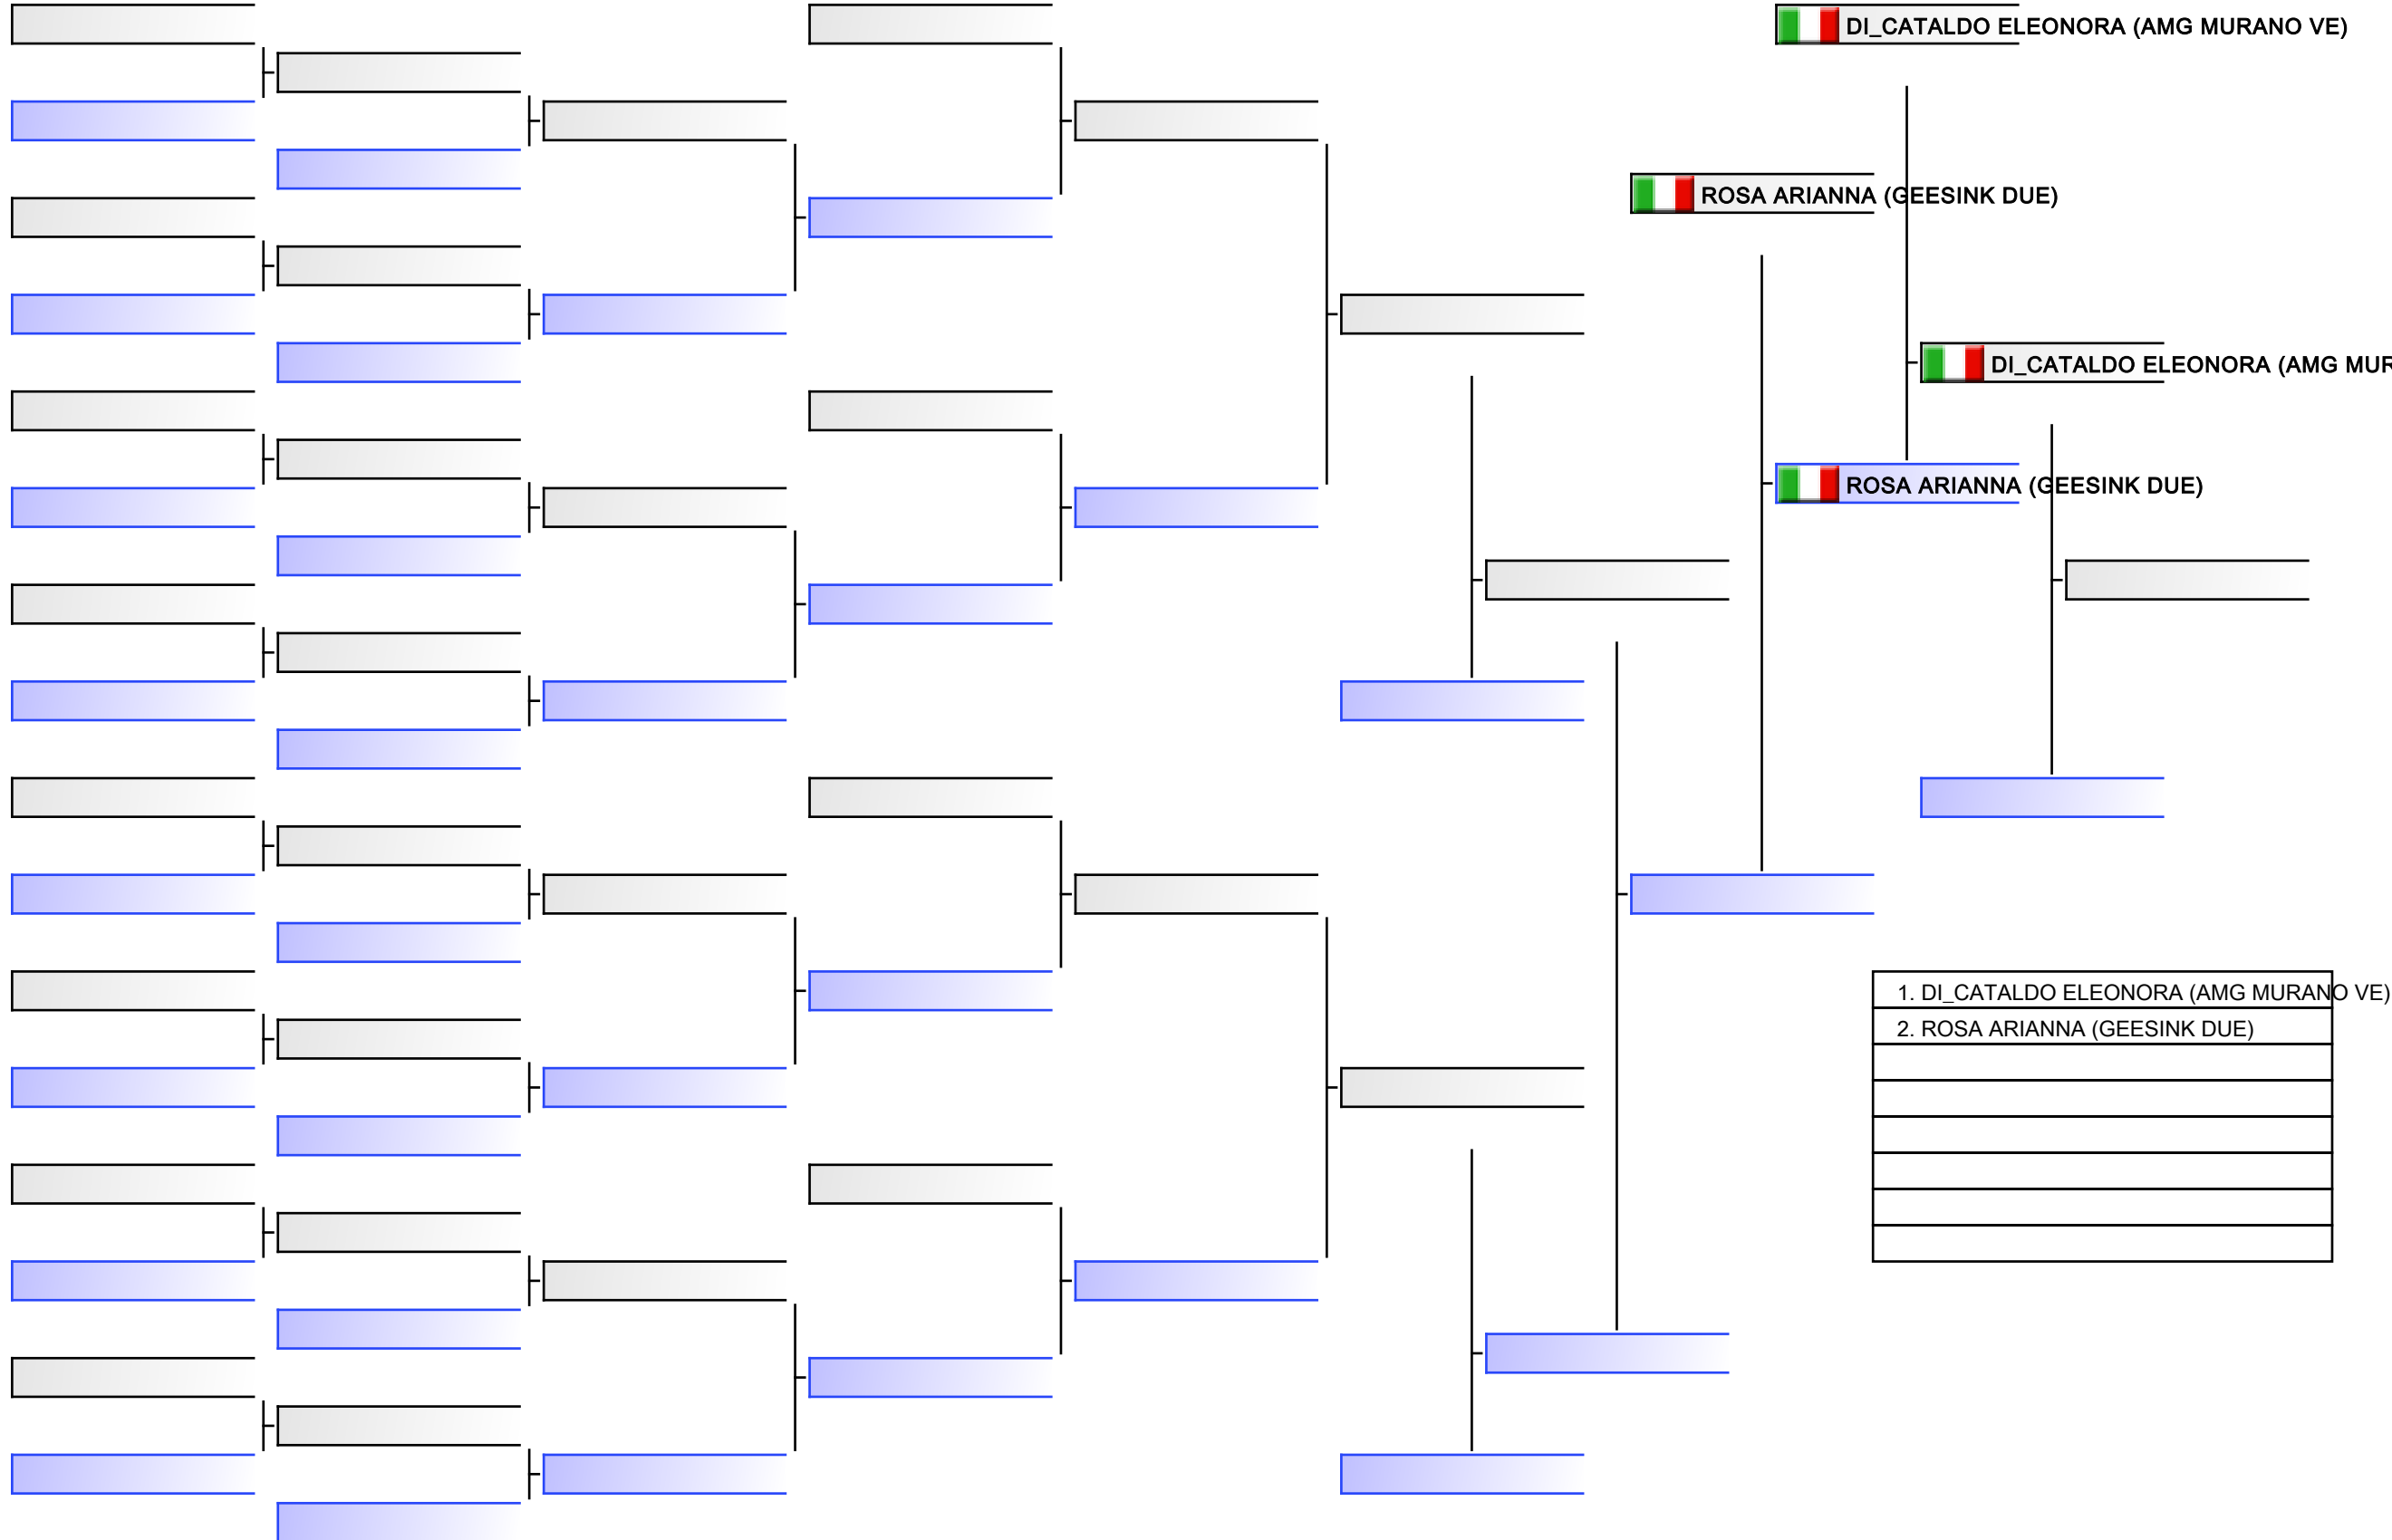 DI_CATALDO ELEONORA (AMG MURANO VE)
ROSA ARIANNA (GEESINK DUE)
DI_CATALDO ELEONORA (AMG MUR
ROSA ARIANNA (GEESINK DUE)
1. DI_CATALDO ELEONORA (AMG MURANO VE)
2. ROSA ARIANNA (GEESINK DUE)